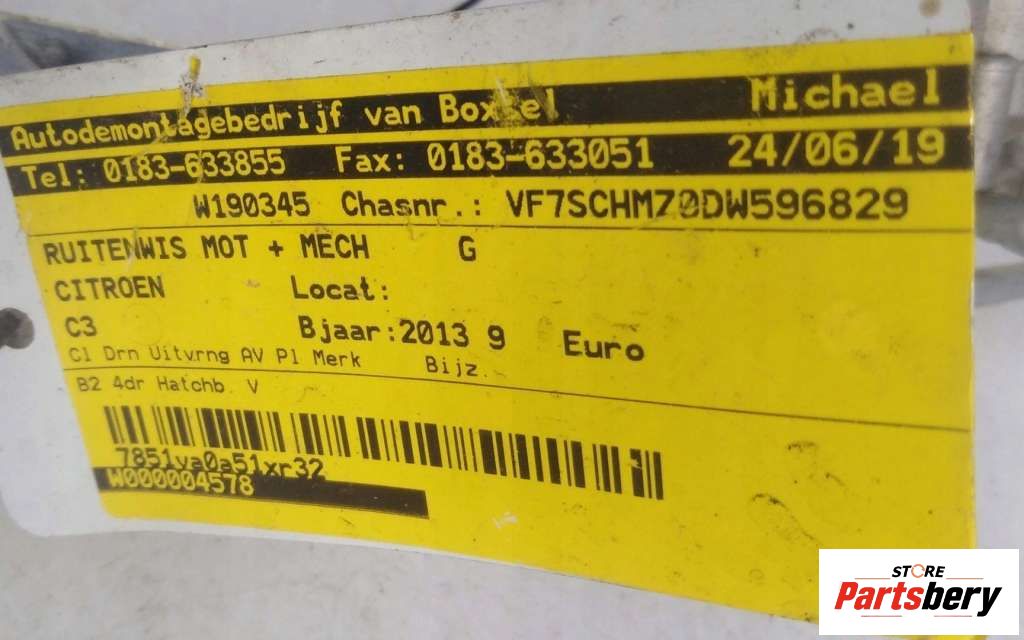 Autodemontagebedrijf van Boxtel Michael
Tel: 0183-633855 Fax: 0183-633051 24/06/19
W190345 Chasnr.: VF7SCHMZ0DW596829
RUITENWIS MOT + MECH G
CITROEN Locat:
C3 Bjaar:2013 9 Euro
Cl Drn Uitvrng AV Pl Merk Bijz.
B2 4dr Hatchb. V
7851va0a51xr32
W000004578
STORE
Partsbery